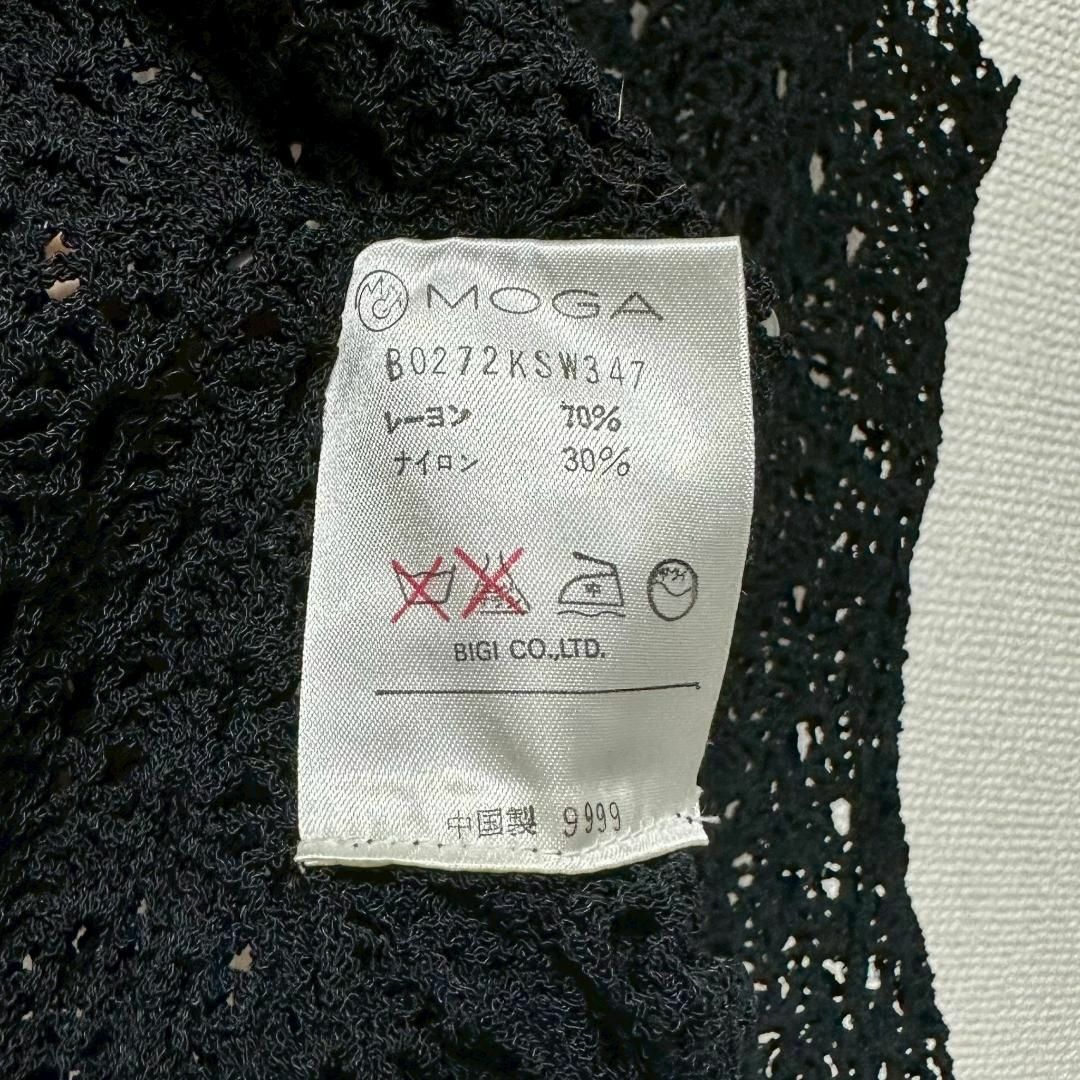 MOGA
B0272KSW347
レーヨン 70%
ナイロン 30%
BIGI CO.,LTD.
中国製 9999